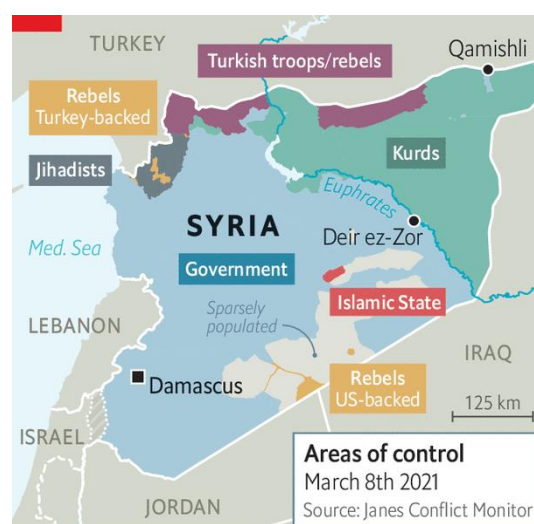 TURKEY
Qamishli
Turkish troops/rebels
Rebels
Turkey-backed
Jihadists
Kurds
Euphrates
SYRIA
Deir ez-Zor
Med. Sea
Government
Islamic State
Sparsely
populated
LEBANON
IRAQ
Rebels
US-backed
Damascus
125 km
ISRAEL
JORDAN
Areas of control
March 8th 2021
Source: Janes Conflict Monitor